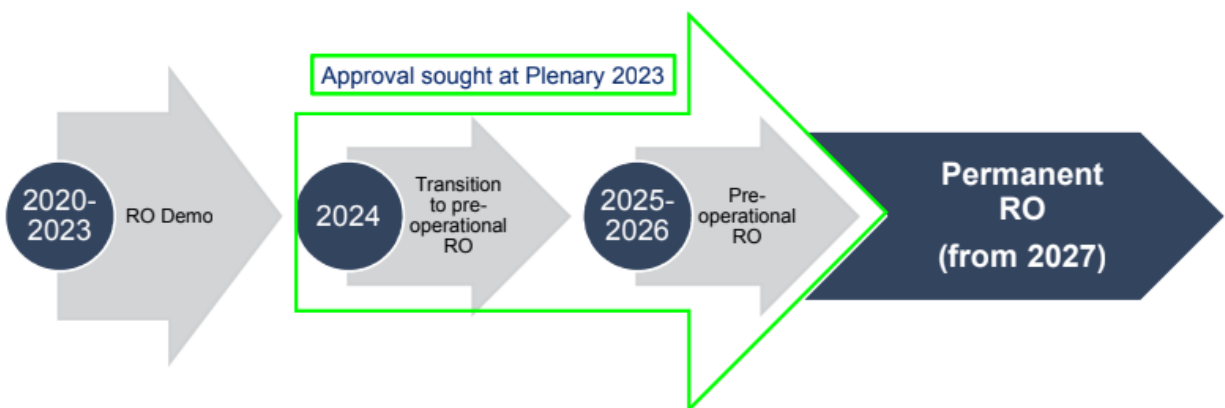 Approval sought at Plenary 2023
2020-
2023
RO Demo
2024
Transition
to pre-
operational
RO
2025-
2026
Pre-
operational
RO
Permanent
RO
(from 2027)